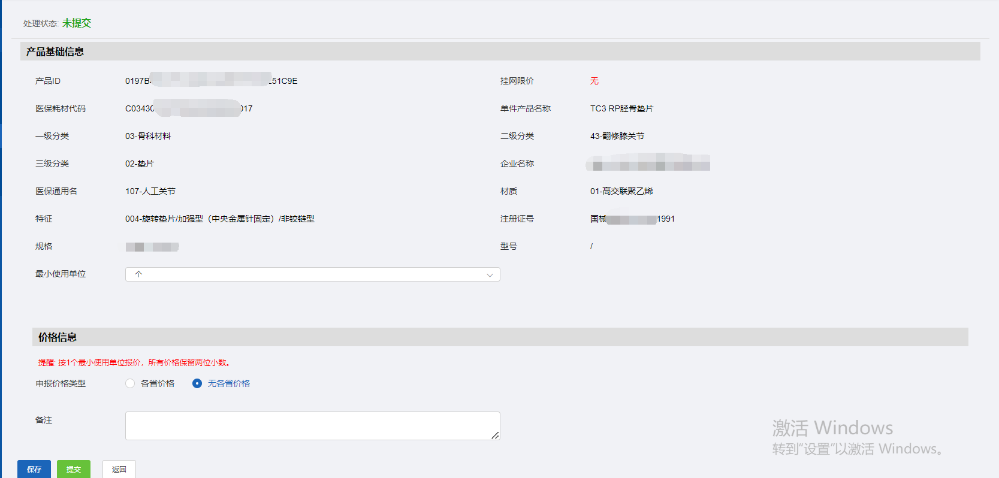 处理状态: 未提交
产品基础信息
产品ID 0197B 51C9E 挂网限价 无
医保耗材代码 C0343 017 单件产品名称 TC3 RP胫骨垫片
一级分类 03-骨科材料 二级分类 43-翻修膝关节
三级分类 02-垫片 企业名称
医保通用名 107-人工关节 材质 01-高交联聚乙烯
特征 004-旋转垫片/加强型（中央金属针固定）/非铰链型 注册证号 国械 1991
规格 型号 /
最小使用单位 个
价格信息
提醒: 按1个最小使用单位报价，所有价格保留两位小数。
申报价格类型 各省价格 无各省价格
备注
激活 Windows
转到“设置”以激活 Windows。
保存 提交 返回